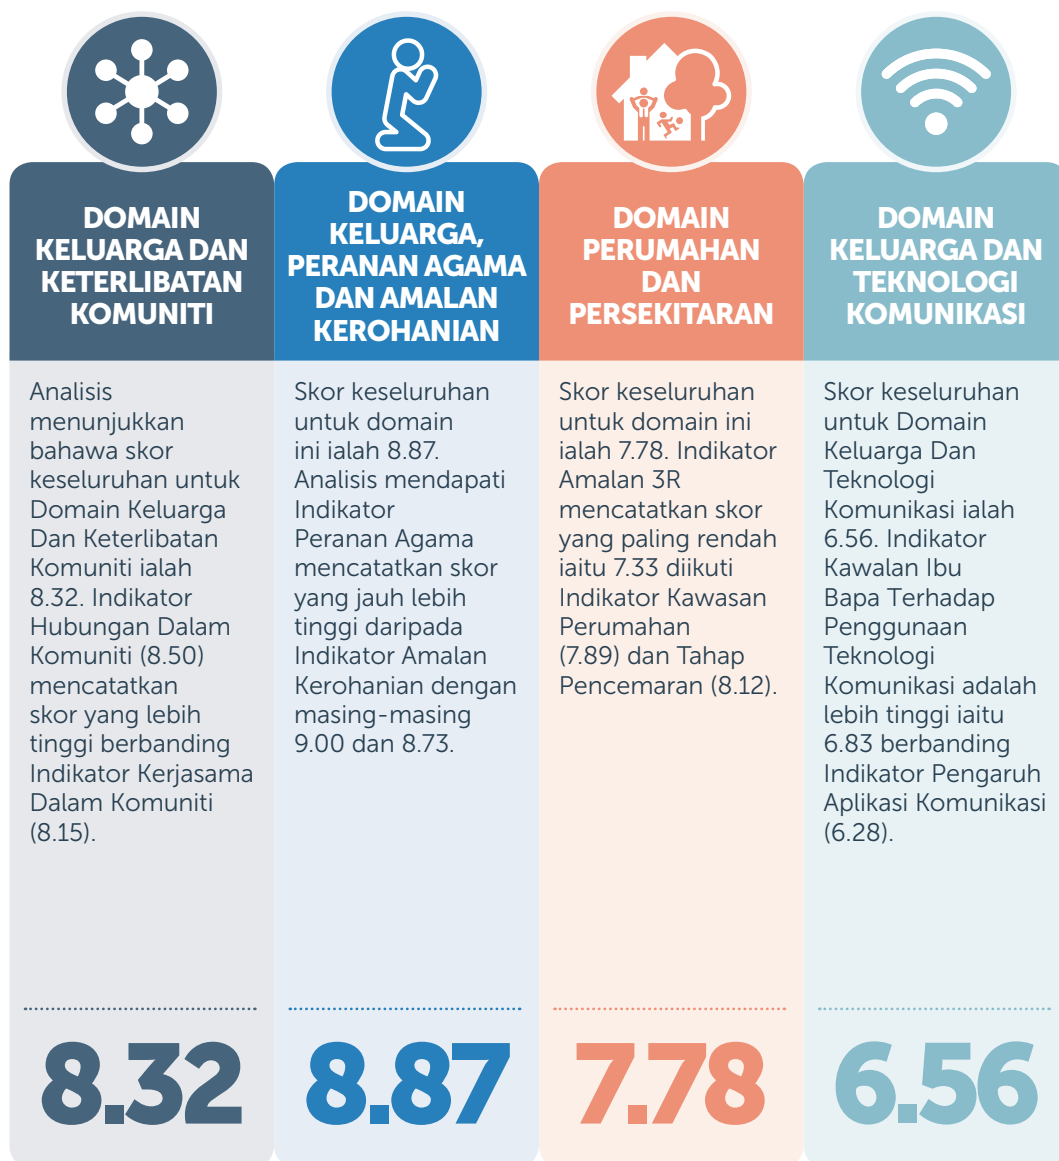 DOMAIN
KELUARGA DAN
KETERLIBATAN
KOMUNITI
Analisis
menunjukkan
bahawa skor
keseluruhan untuk
Domain Keluarga
Dan Keterlibatan
Komuniti ialah
8.32. Indikator
Hubungan Dalam
Komuniti (8.50)
mencatatkan
skor yang lebih
tinggi berbanding
Indikator Kerjasama
Dalam Komuniti
(8.15).
8.32
DOMAIN
KELUARGA,
PERANAN AGAMA
DAN AMALAN
KEROHANIAN
Skor keseluruhan
untuk domain
ini ialah 8.87.
Analisis mendapati
Indikator
Peranan Agama
mencatatkan skor
yang jauh lebih
tinggi daripada
Indikator Amalan
Kerohanian dengan
masing-masing
9.00 dan 8.73.
8.87
DOMAIN
PERUMAHAN
DAN
PERSEKITARAN
Skor keseluruhan
untuk domain ini
ialah 7.78. Indikator
Amalan 3R
mencatatkan skor
yang paling rendah
iaitu 7.33 diikuti
Indikator Kawasan
Perumahan
(7.89) dan Tahap
Pencemaran (8.12).
7.78
DOMAIN
KELUARGA DAN
TEKNOLOGI
KOMUNIKASI
Skor keseluruhan
untuk Domain
Keluarga Dan
Teknologi
Komunikasi ialah
6.56. Indikator
Kawalan Ibu
Bapa Terhadap
Penggunaan
Teknologi
Komunikasi adalah
lebih tinggi iaitu
6.83 berbanding
Indikator Pengaruh
Aplikasi Komunikasi
(6.28).
6.56